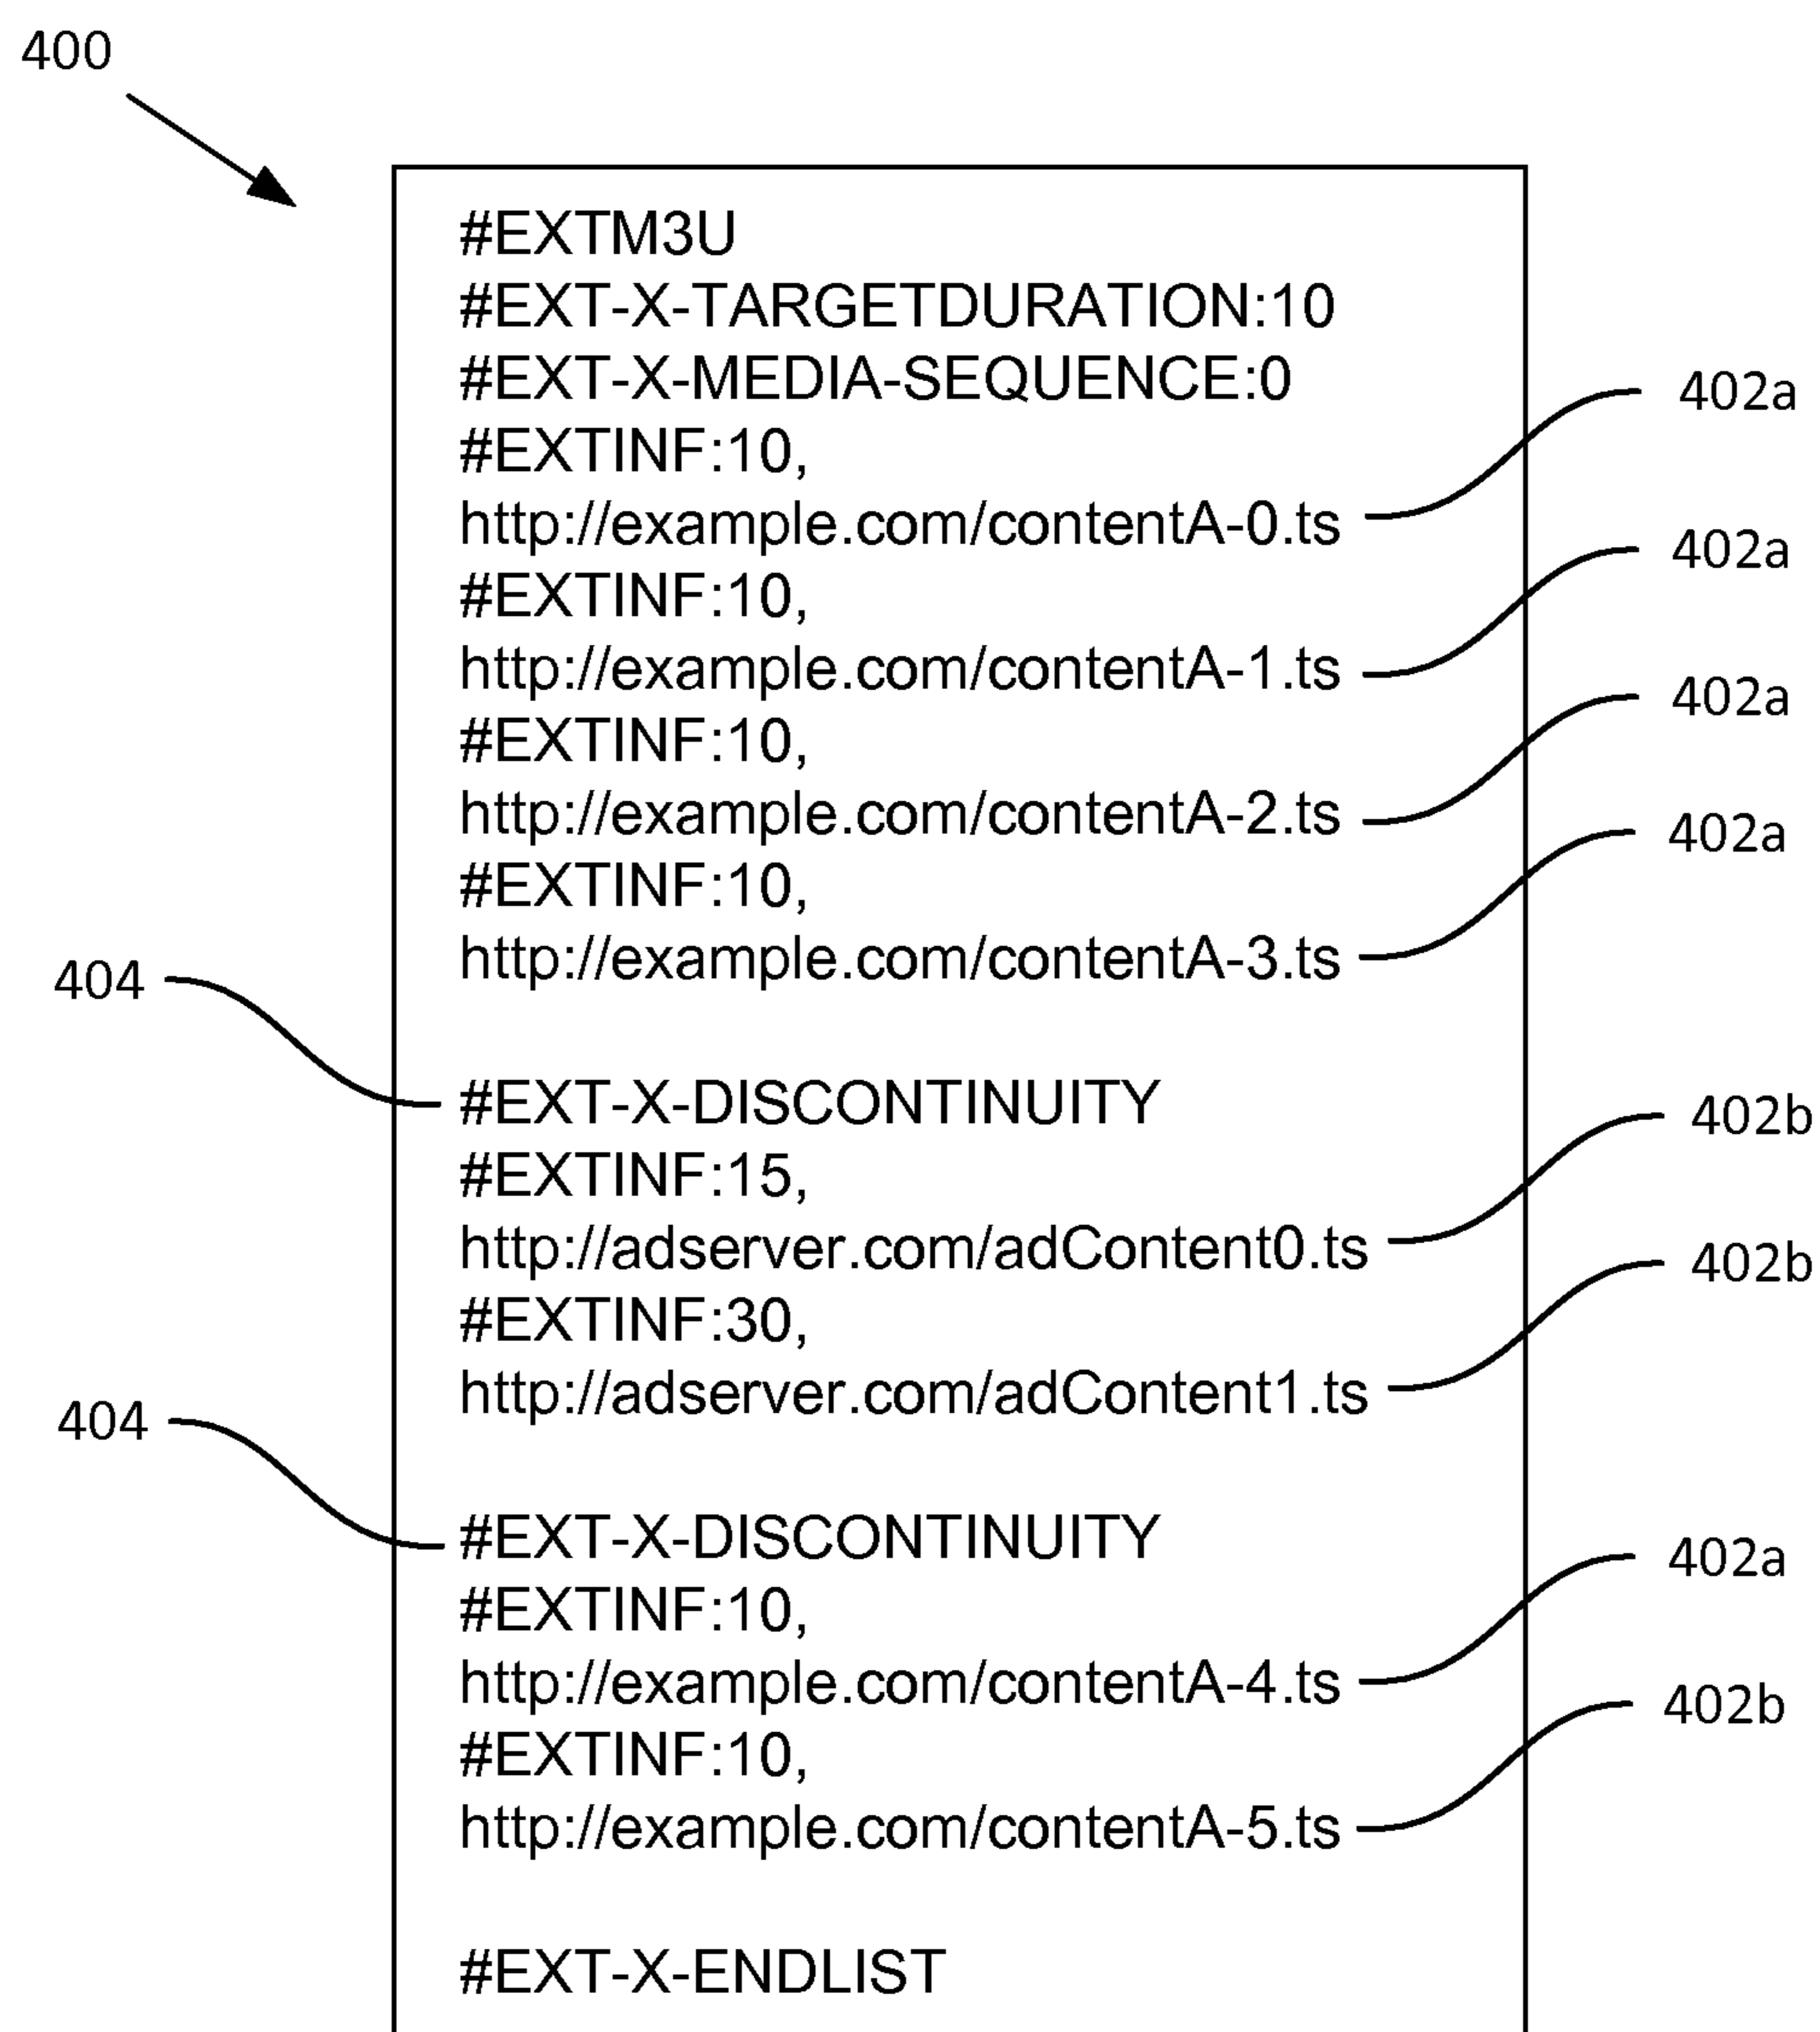 400
#EXTM3U
#EXT-X-TARGETDURATION:10
#EXT-X-MEDIA-SEQUENCE:0
402a
#EXTINF:10,
http://example.com/contentA-0.ts
402a
#EXTINF:10,
http://example.com/contentA-1.ts
402a
#EXTINF:10,
http://example.com/contentA-2.ts
402a
#EXTINF:10,
http://example.com/contentA-3.ts
404
#EXT-X-DISCONTINUITY
402b
#EXTINF:15,
http://adserver.com/adContent0.ts
402b
#EXTINF:30,
http://adserver.com/adContent1.ts
404
#EXT-X-DISCONTINUITY
402a
#EXTINF:10,
http://example.com/contentA-4.ts
402b
#EXTINF:10,
http://example.com/contentA-5.ts
#EXT-X-ENDLIST